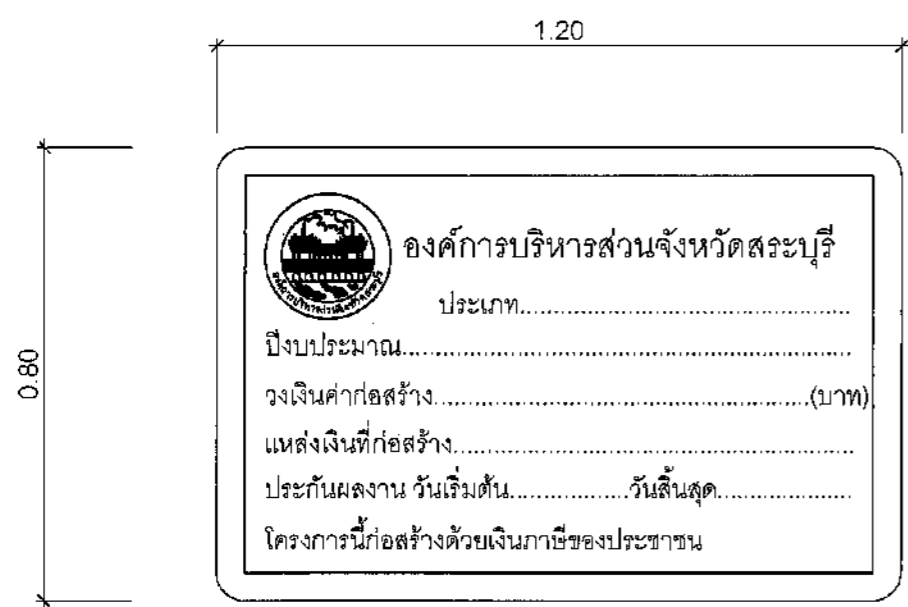 1.20
0.80
องค์การบริหารส่วนจังหวัดสระบุรี
ประเภท..........................................
ปีงบประมาณ..........................................................
วงเงินค่าก่อสร้าง................................................(บาท)
แหล่งเงินที่ก่อสร้าง....................................................
ประกันผลงาน วันเริ่มต้น.................วันสิ้นสุด...................
โครงการนี้ก่อสร้างด้วยเงินภาษีของประชาชน